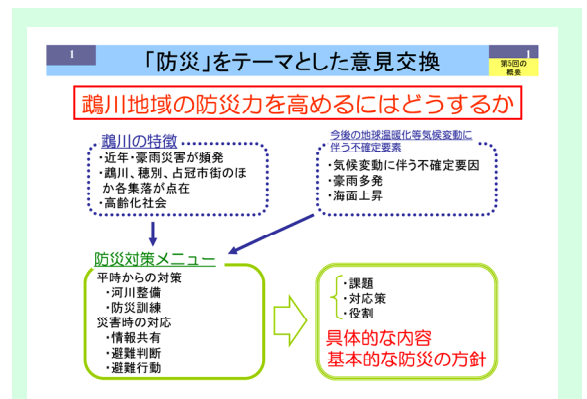 1
「防災」をテーマとした意見交換
1
第5回の
概要
鵡川地域の防災力を高めるにはどうするか
鵡川の特徴
・近年・豪雨災害が頻発
・鵡川、穂別、占冠市街のほ
か各集落が点在
・高齢化社会
今後の地球温暖化等気候変動に
伴う不確定要素
・気候変動に伴う不確定要因
・豪雨多発
・海面上昇
防災対策メニュー
平時からの対策
・河川整備
・防災訓練
災害時の対応
・情報共有
・避難判断
・避難行動
・課題
・対応策
・役割
具体的な内容
基本的な防災の方針